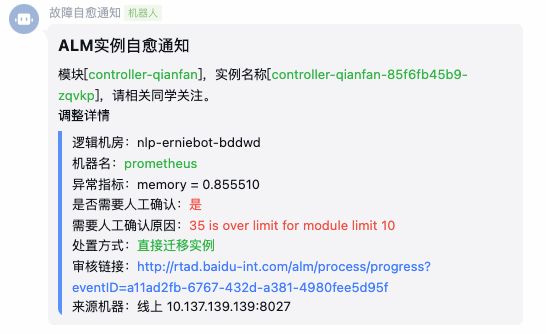 故障自愈通知 机器人
ALM实例自愈通知
模块[controller-qianfan]，实例名称[controller-qianfan-85f6fb45b9-
zqvkp]，请相关同学关注。
调整详情
逻辑机房：nlp-erniebot-bddwd
机器名：prometheus
异常指标：memory = 0.855510
是否需要人工确认：是
需要人工确认原因：35 is over limit for module limit 10
处置方式：直接迁移实例
审核链接：http://rtad.baidu-int.com/alm/process/progress?
eventID=a11ad2fb-6767-432d-a381-4980fee5d95f
来源机器：线上 10.137.139.139:8027